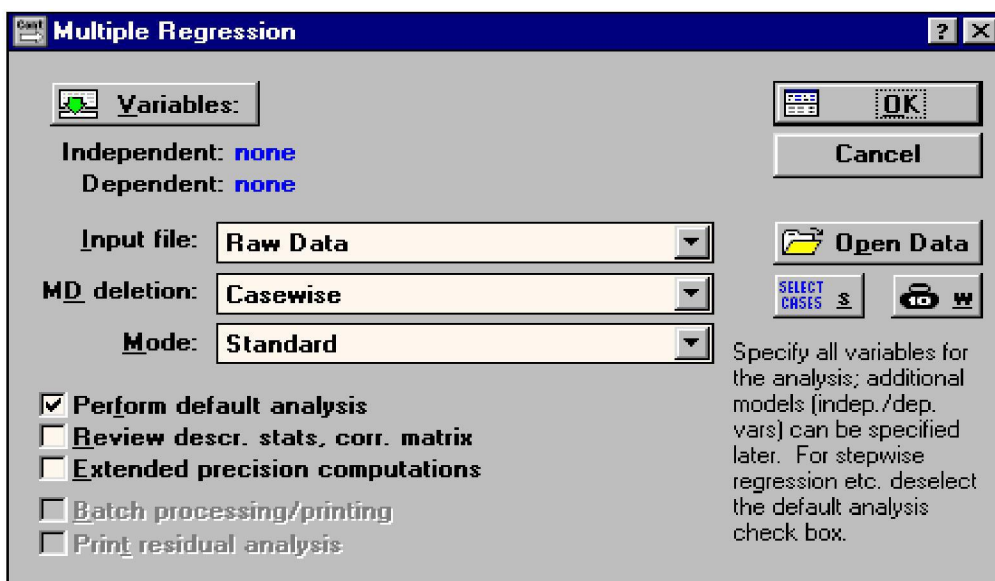 Cont
Multiple Regression
?
Variables:
OK
Independent: none
Cancel
Dependent: none
Input file: Raw Data
Open Data
MD deletion: Casewise
SELECT
CASES S
10 w
Mode: Standard
Specify all variables for
the analysis; additional
models (indep./dep.
vars) can be specified
later. For stepwise
regression etc. deselect
the default analysis
check box.
Perform default analysis
Review descr. stats, corr. matrix
Extended precision computations
Batch processing/printing
Print residual analysis